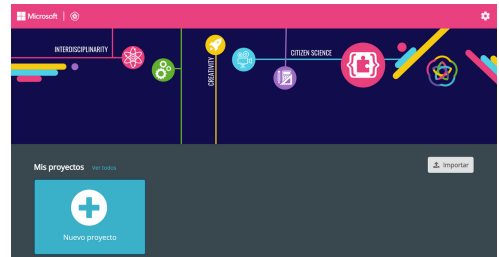 Microsoft
INTERDISCIPLINARITY
CREATIVITY
CITIZEN SCIENCE
Mis proyectos Ver todos
Importar
Nuevo proyecto